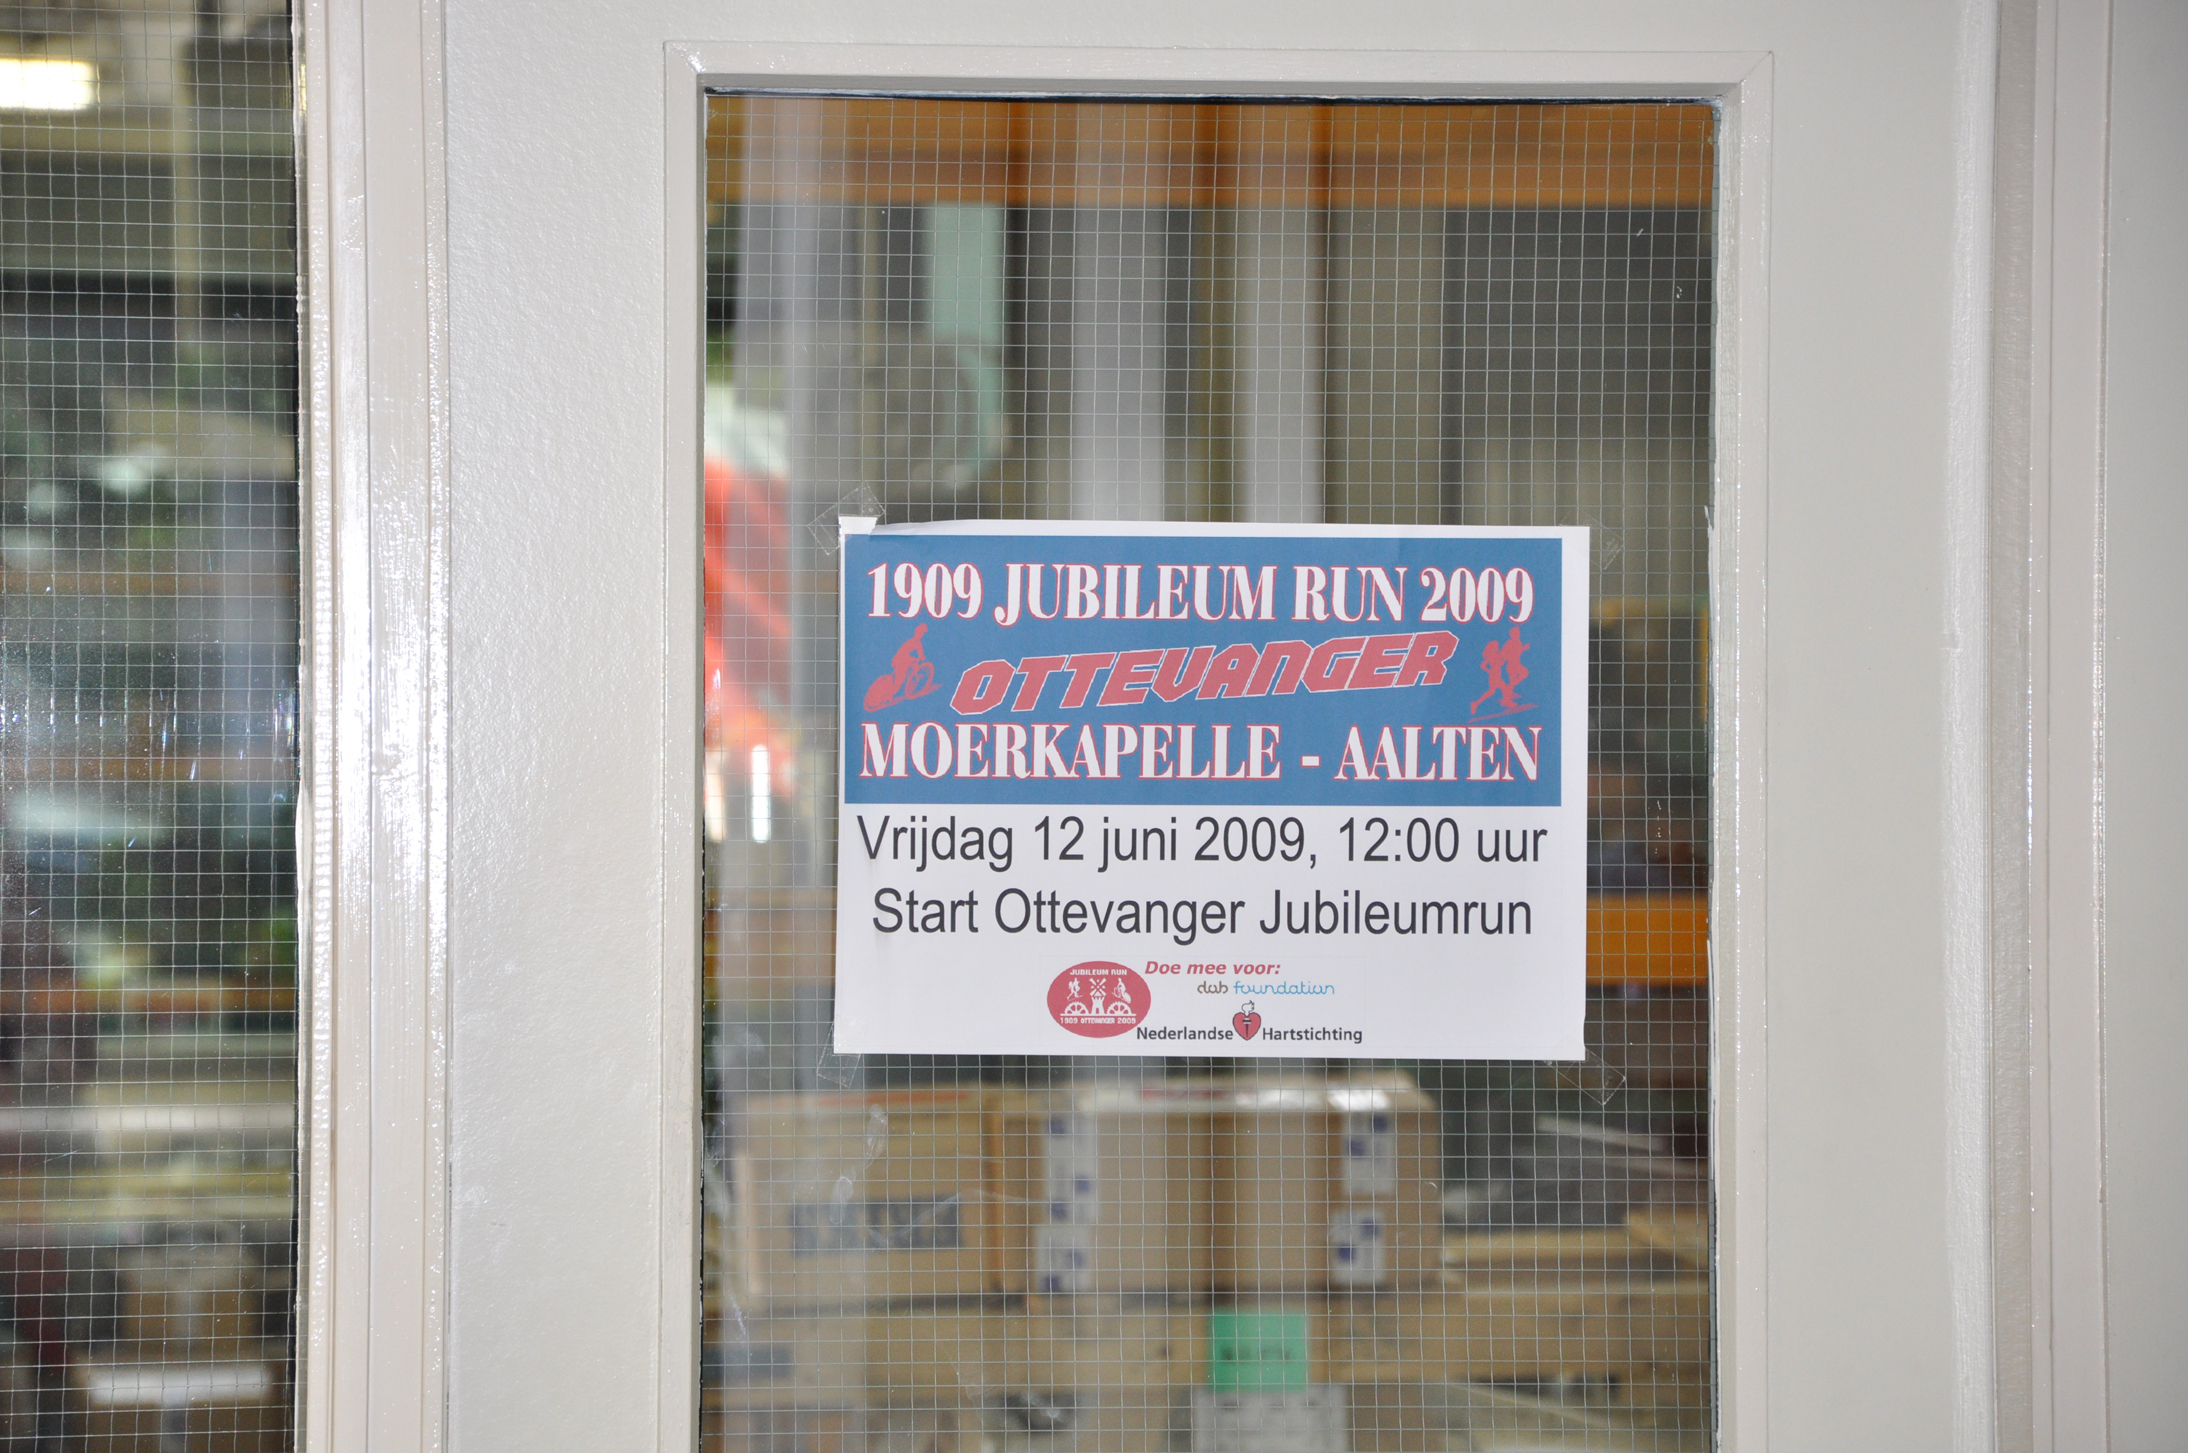 1909 JUBILEUM RUN 2009
OTTEVANGER
MOERKAPELLE - AALTEN
Vrijdag 12 juni 2009, 12:00 uur
Start Ottevanger Jubileumrun
JUBILEUM RUN
1909 OTTEVANGER 2009
Doe mee voor:
dab foundation
Nederlandse Hartstichting